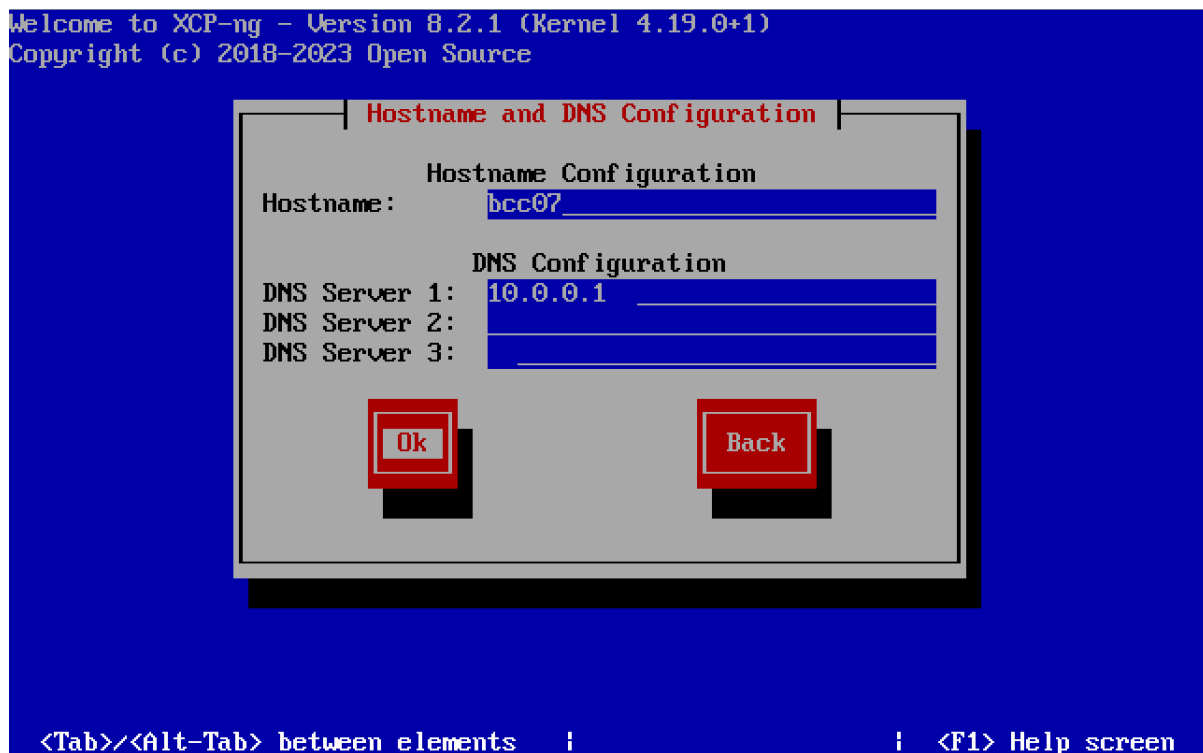 Welcome to XCP-ng - Version 8.2.1 (Kernel 4.19.0+1)
Copyright (c) 2018-2023 Open Source
Hostname and DNS Configuration
Hostname Configuration
Hostname: bcc07
DNS Configuration
DNS Server 1: 10.0.0.1
DNS Server 2:
DNS Server 3:
Ok Back
<Tab>/<Alt-Tab> between elements | | <F1> Help screen